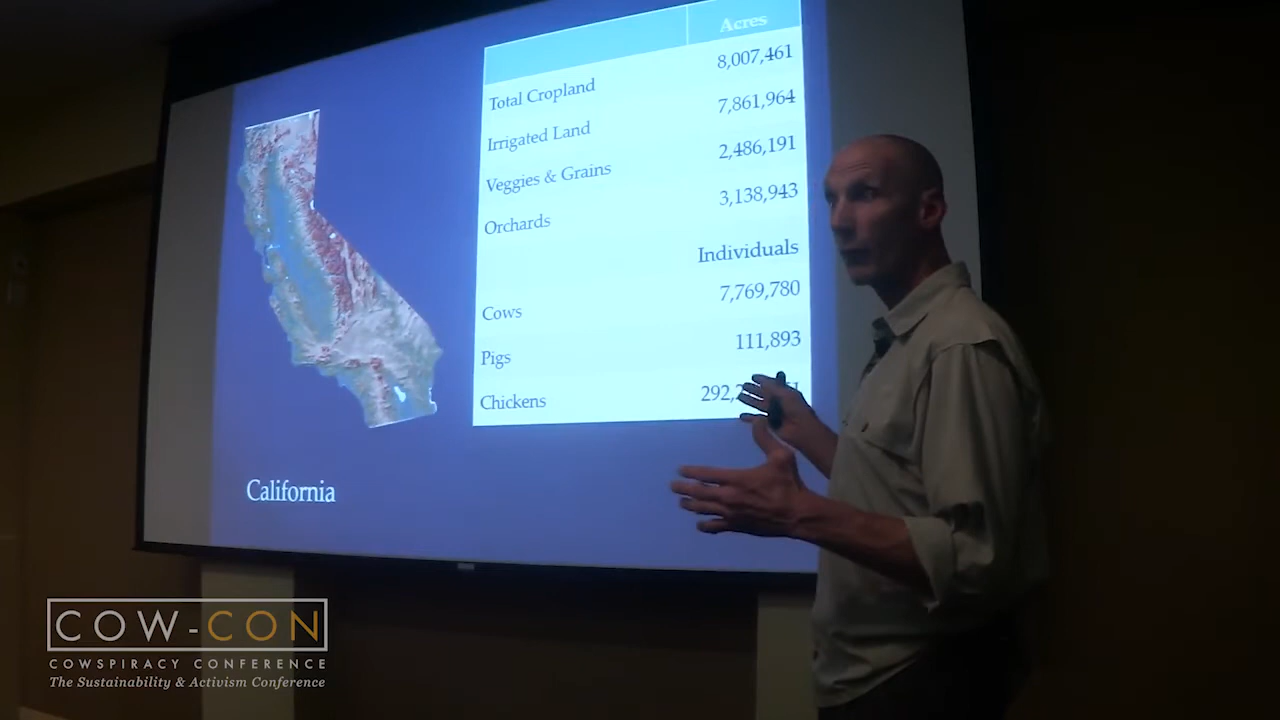 Acres
Total Cropland 8,007,461
Irrigated Land 7,861,964
Veggies & Grains 2,486,191
Orchards 3,138,943
Individuals
Cows 7,769,780
Pigs 111,893
Chickens
California
COW-CON
COWSPIRACY CONFERENCE
The Sustainability & Activism Conference